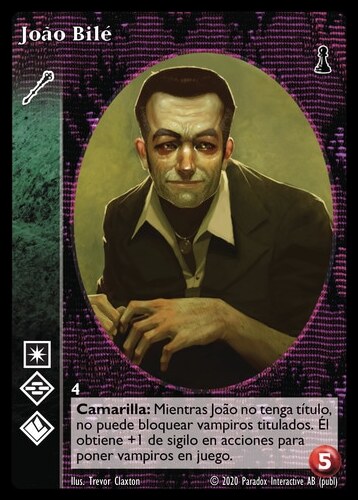 João Bilé
4
Camarilla: Mientras João no tenga título,
no puede bloquear vampiros titulados. Él
obtiene +1 de sigilo en acciones para
poner vampiros en juego.
5
Ilus. Trevor Claxton
© 2020 Paradox Interactive AB (publ)